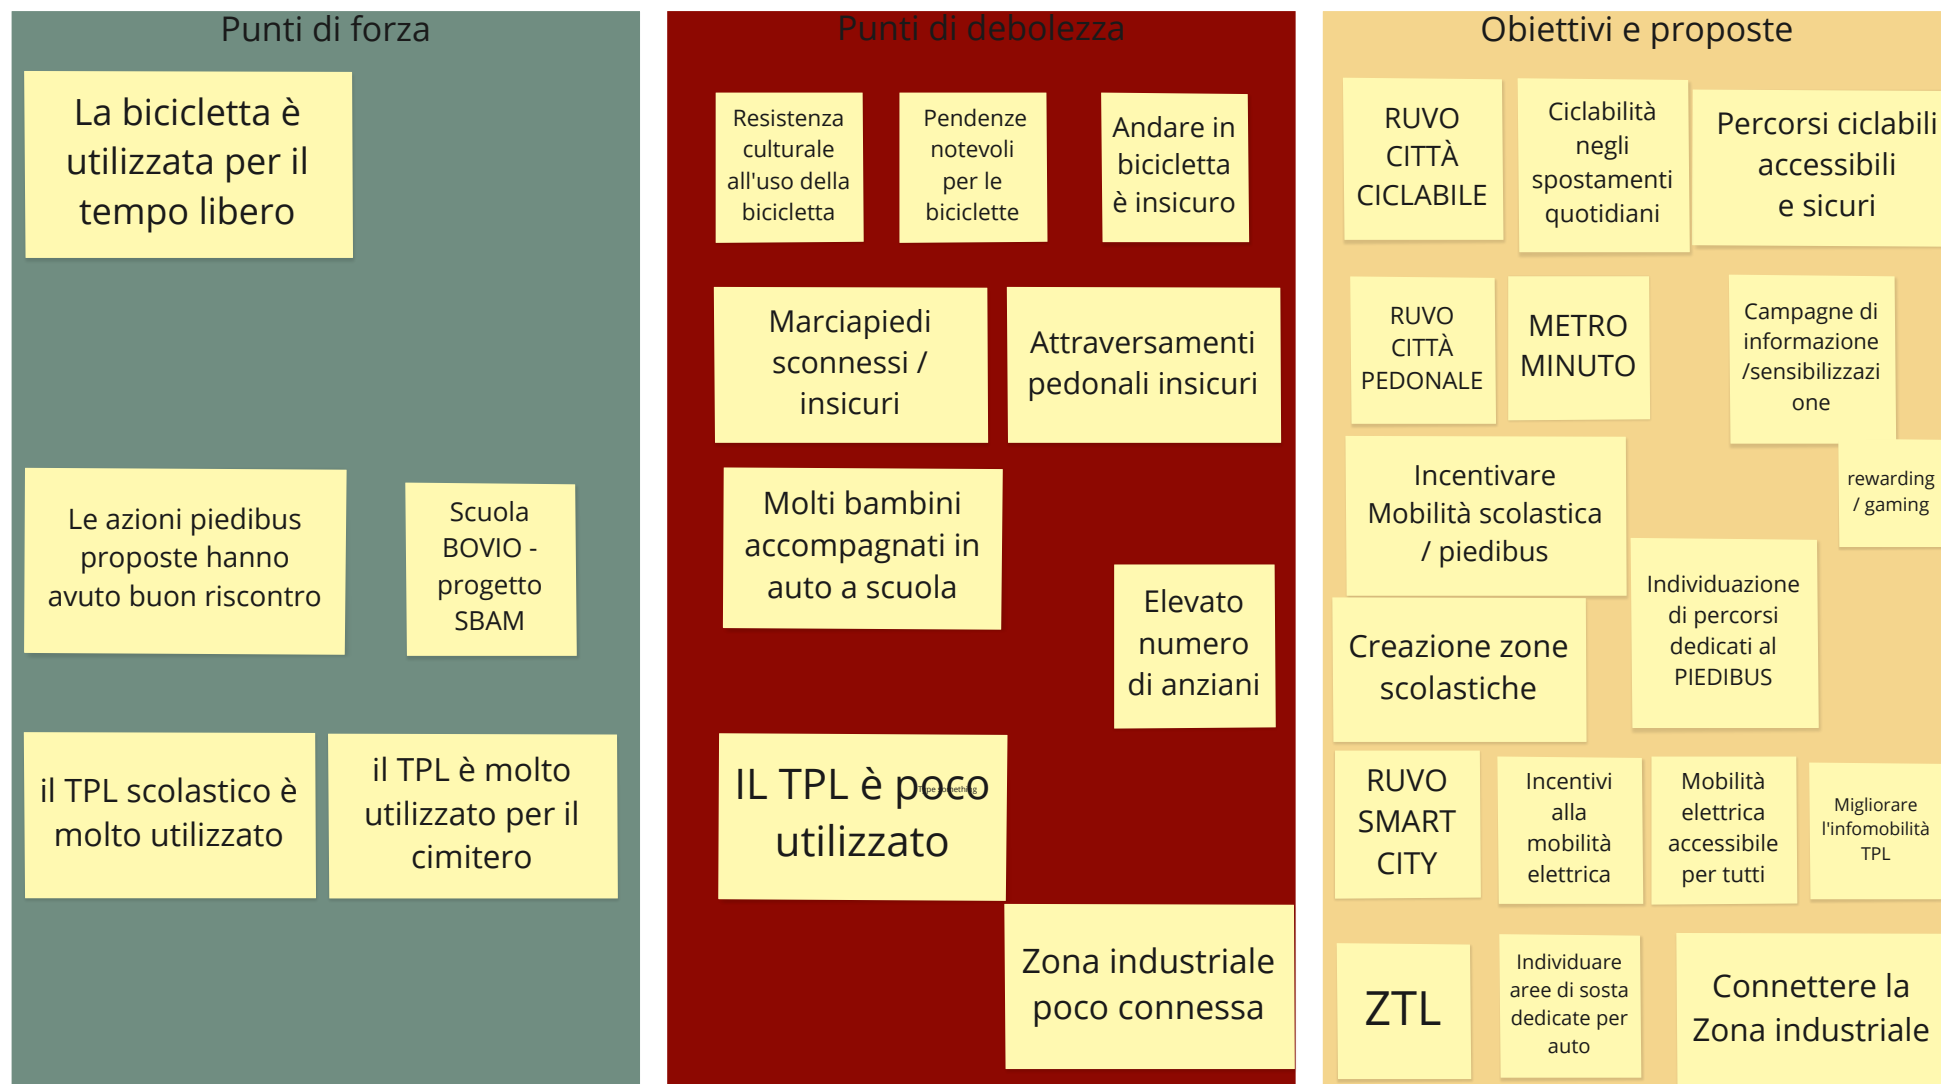 Punti di forza
La bicicletta è
utilizzata per il
tempo libero
Le azioni piedibus
proposte hanno
avuto buon riscontro
Scuola
BOVIO -
progetto
SBAM
il TPL scolastico è
molto utilizzato
il TPL è molto
utilizzato per il
cimitero
Punti di debolezza
Resistenza
culturale
all'uso della
bicicletta
Pendenze
notevoli
per le
biciclette
Andare in
bicicletta
è insicuro
Marciapiedi
sconnessi /
insicuri
Attraversamenti
pedonali insicuri
Molti bambini
accompagnati in
auto a scuola
Elevato
numero
di anziani
IL TPL è poco
utilizzato
Type something
Zona industriale
poco connessa
Obiettivi e proposte
RUVO
CITTÀ
CICLABILE
Ciclabilità
negli
spostamenti
quotidiani
Percorsi ciclabili
accessibili
e sicuri
RUVO
CITTÀ
PEDONALE
METRO
MINUTO
Campagne di
informazione
/sensibilizzazi
one
rewarding
/ gaming
Incentivare
Mobilità scolastica
/ piedibus
Individuazione
di percorsi
dedicati al
PIEDIBUS
Creazione zone
scolastiche
RUVO
SMART
CITY
Incentivi
alla
mobilità
elettrica
Mobilità
elettrica
accessibile
per tutti
Migliorare
l'infomobilità
TPL
ZTL
Individuare
aree di sosta
dedicate per
auto
Connettere la
Zona industriale